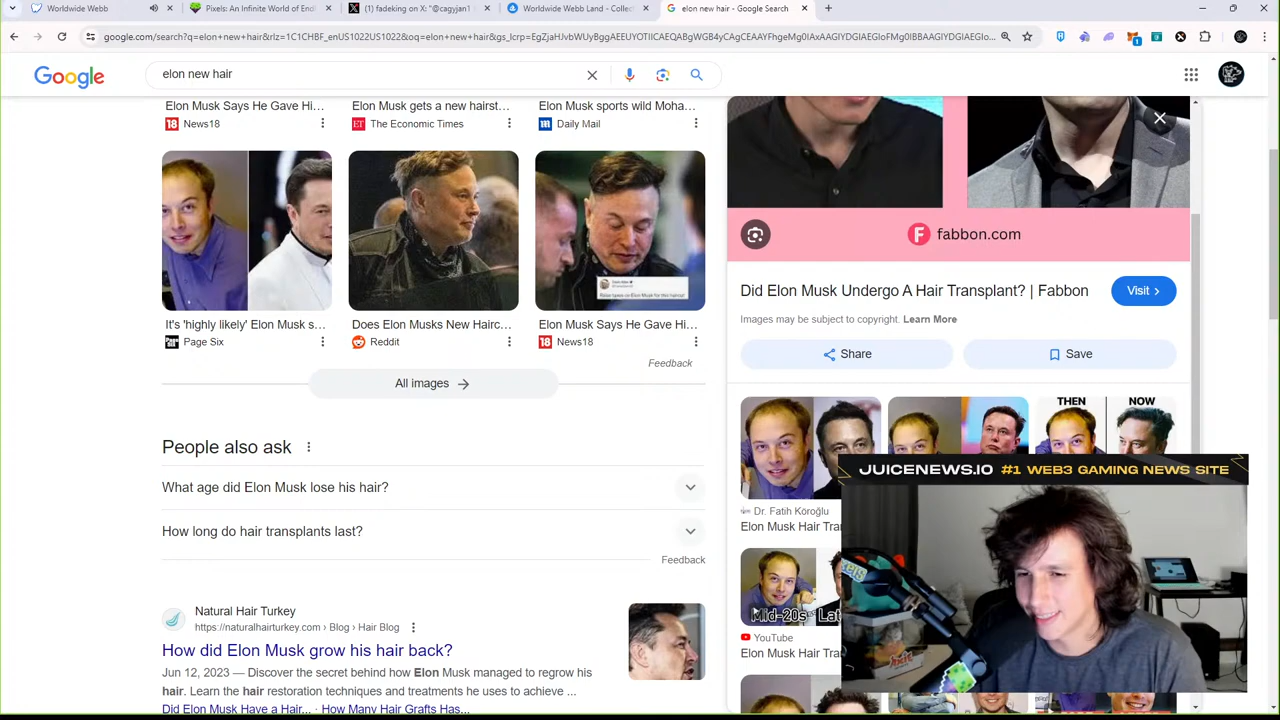 Worldwide Webb
Pixels: An Infinite World of End
(1) fadeking on X: "@cagyjan1
Worldwide Webb Land - Collect
elon new hair - Google Search
google.com/search?q=elon+new+hair&rlz=1C1CHBF_enUS1022US1022&oq=elon+new+hair&gs_lcrp=
Google
elon new hair
Elon Musk Says He Gave Hi...
Elon Musk gets a new hairst...
Elon Musk sports wild Moha...
18 News18
ET The Economic Times
Daily Mail
fabbon.com
It's 'highly likely' Elon Musk s...
Does Elon Musks New Hairc...
Elon Musk Says He Gave Hi...
Page Six
Reddit
18 News18
Feedback
All images
Did Elon Musk Undergo A Hair Transplant? | Fabbon
Visit
Images may be subject to copyright. Learn More
Share
Save
People also ask
What age did Elon Musk lose his hair?
How long do hair transplants last?
Feedback
THEN NOW
Dr. Fatih Köroğlu
Elon Musk Hair Tra
Mid-20s Lat
YouTube
Elon Musk Hair Tra
JUICENEWS.IO #1 WEB3 GAMING NEWS SITE
Natural Hair Turkey
https://naturalhairturkey.com › Blog › Hair Blog
How did Elon Musk grow his hair back?
Jun 12, 2023 — Discover the secret behind how Elon Musk managed to regrow his
hair. Learn the hair restoration techniques and treatments he uses to achieve ...
Did Elon Musk Have a Hair... · How Many Hair Grafts Has...